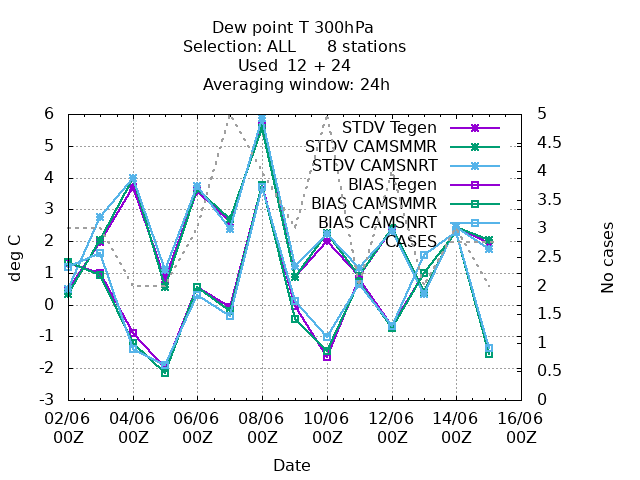 Dew point T 300hPa
Selection: ALL 8 stations
Used 12 + 24
Averaging window: 24h
6
5
4
3
2
1
0
-1
-2
-3
deg C
5
4.5
4
3.5
3
2.5
2
1.5
1
0.5
0
No cases
STDV Tegen
STDV CAMSMMR
STDV CAMSNRT
BIAS Tegen
BIAS CAMSMMR
BIAS CAMSNRT
CASES
02/06 04/06 06/06 08/06 10/06 12/06 14/06 16/06
00Z 00Z 00Z 00Z 00Z 00Z 00Z 00Z
Date